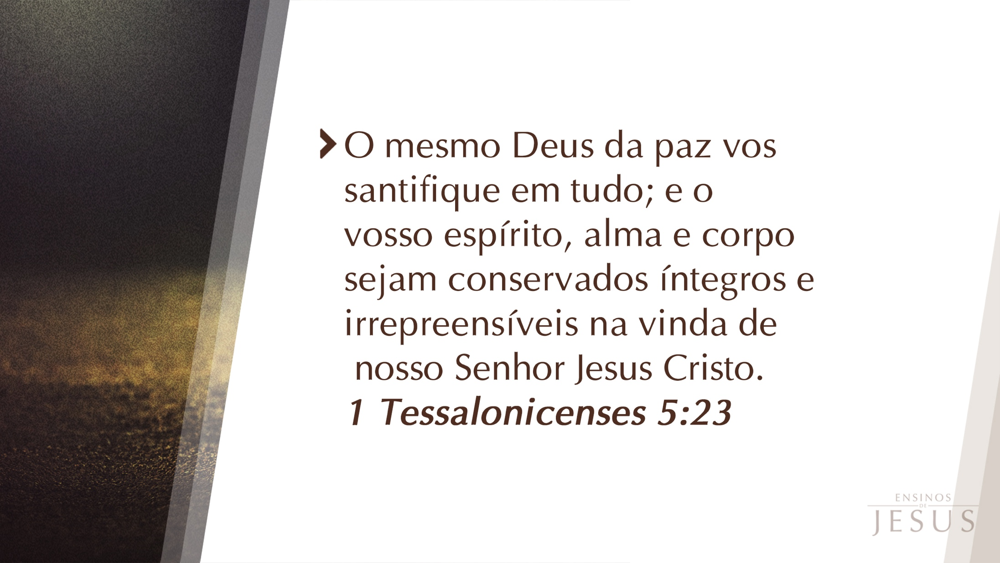 O mesmo Deus da paz vos
santifique em tudo; e o
vosso espírito, alma e corpo
sejam conservados íntegros e
irrepreensíveis na vinda de
nosso Senhor Jesus Cristo.
1 Tessalonicenses 5:23
ENSINOS
DE
JESUS